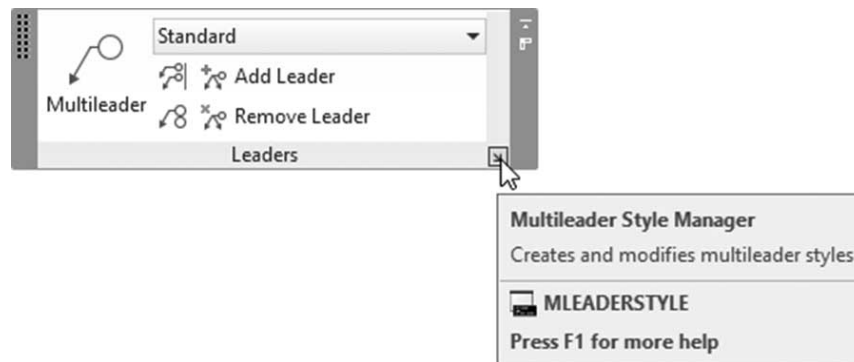 Standard
Add Leader
Multileader
Remove Leader
Leaders
Multileader Style Manager
Creates and modifies multileader styles
MLEADERSTYLE
Press F1 for more help